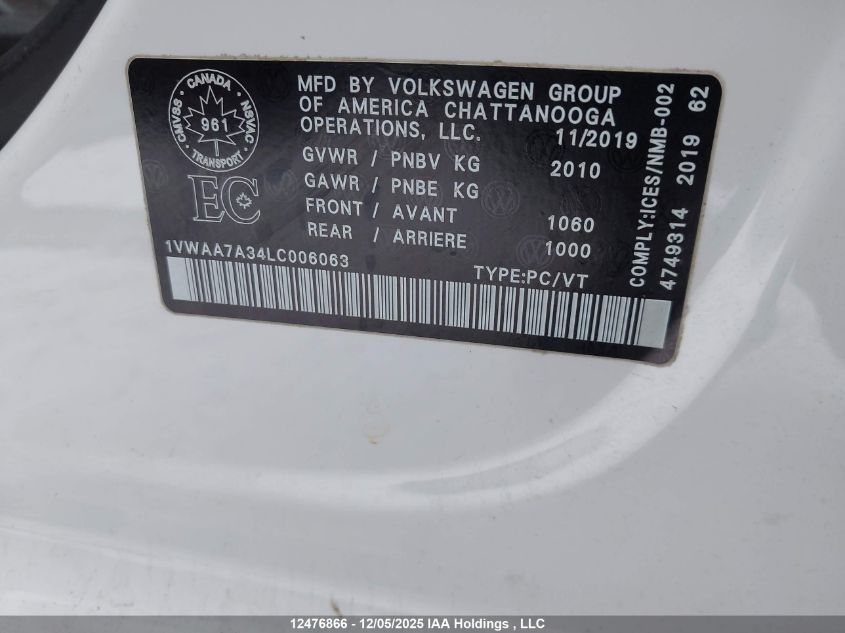 CANADA
CMVSS
NSVAC
961
TRANSPORT
EC
MFD BY VOLKSWAGEN GROUP
OF AMERICA CHATTANOOGA
OPERATIONS, LLC. 11/2019
GVWR / PNBV KG 2010
GAWR / PNBE KG
FRONT / AVANT 1060
REAR / ARRIERE 1000
1VWAA7A34LC006063
TYPE:PC/VT
COMPLY:ICES/NMB-002
4749314 2019 62
12476866 - 12/05/2025 IAA Holdings , LLC